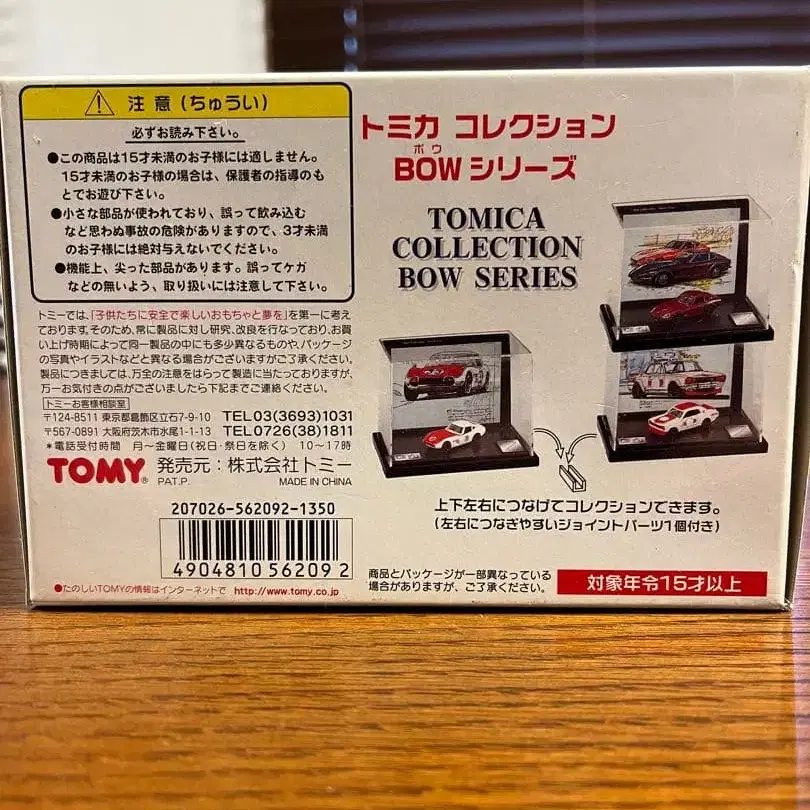 注意(ちゅうい)
必ずお読み下さい。
●この商品は15才未満のお子様には適しません。
15才未満のお子様の場合は、保護者の指導のも
とでお遊び下さい。
●小さな部品が使われており、誤って飲み込む
など思わぬ事故の危険がありますので、3才未満
のお子様には絶対与えないでください。
●機能上、尖った部品があります。誤ってケガ
などの無いよう、取り扱いには注意して下さい。
トミーでは、「子供たちに安全で楽しいおもちゃと夢を」を第一に考え
ております。そのため、常に製品に対し研究、改良を行なっており、お買
い上げ時期によって同一製品の中にも多少異なるものや、パッケージ
の写真やイラストなどと異なる場合がございますがご了承ください。
製品につきましては、万全の注意をはらって製造に当たっておりますが、
万一お気付きの点がございましたら下記までご連絡ください。
トミーお客様相談室
〒124-8511 東京都葛飾区立石7-9-10 TEL03(3693)1031
〒567-0891 大阪府茨木市水尾1-1-13 TEL0726(38)1811
*電話受付時間 月〜金曜日(祝日・祭日を除く) 10〜17時
TOMY® 発売元:株式会社トミー
PAT.P. MADE IN CHINA
207026-562092-1350
4904810562092
●たのしいTOMYの情報はインターネットで http://www.tomy.co.jp
トミカ コレクション
ボウ
BOWシリーズ
TOMICA
COLLECTION
BOW SERIES
上下左右につなげてコレクションできます。
(左右につなぎやすいジョイントパーツ1個付き)
商品とパッケージが一部異なっている
場合がありますが、ご了承ください。
対象年令15才以上